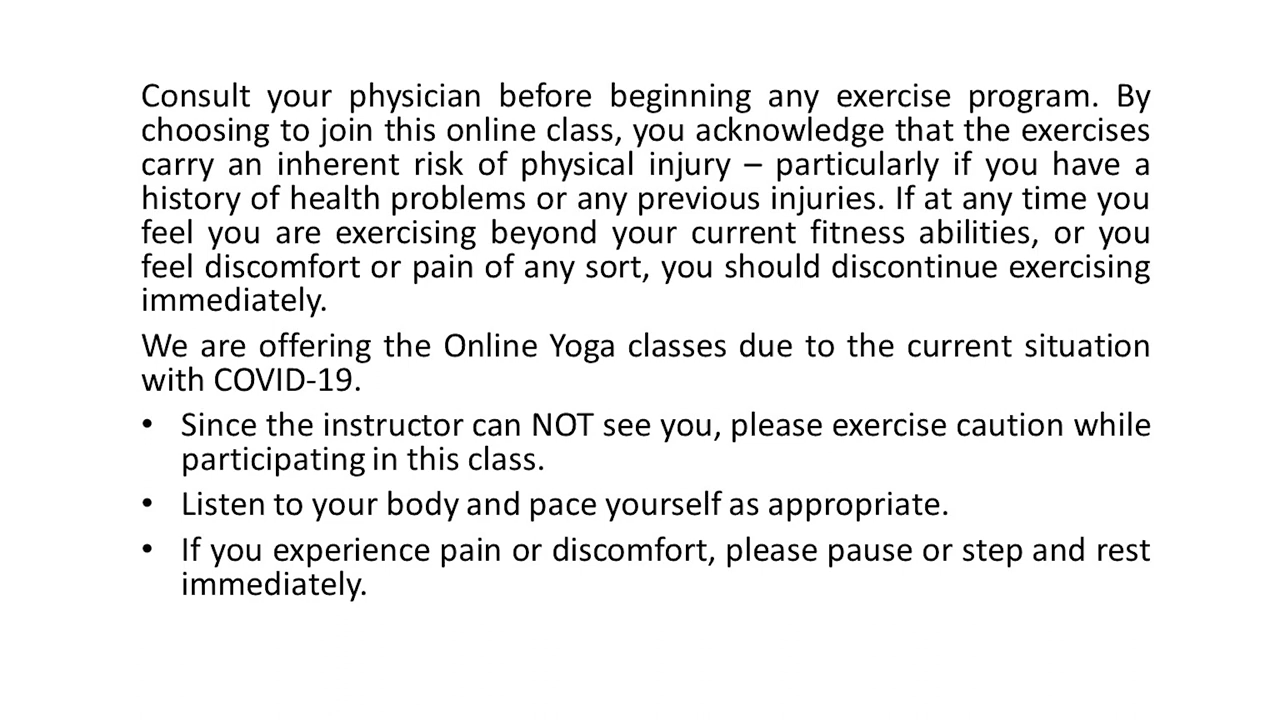 Consult your physician before beginning any exercise program. By
choosing to join this online class, you acknowledge that the exercises
carry an inherent risk of physical injury – particularly if you have a
history of health problems or any previous injuries. If at any time you
feel you are exercising beyond your current fitness abilities, or you
feel discomfort or pain of any sort, you should discontinue exercising
immediately.
We are offering the Online Yoga classes due to the current situation
with COVID-19.
• Since the instructor can NOT see you, please exercise caution while
participating in this class.
• Listen to your body and pace yourself as appropriate.
• If you experience pain or discomfort, please pause or step and rest
immediately.